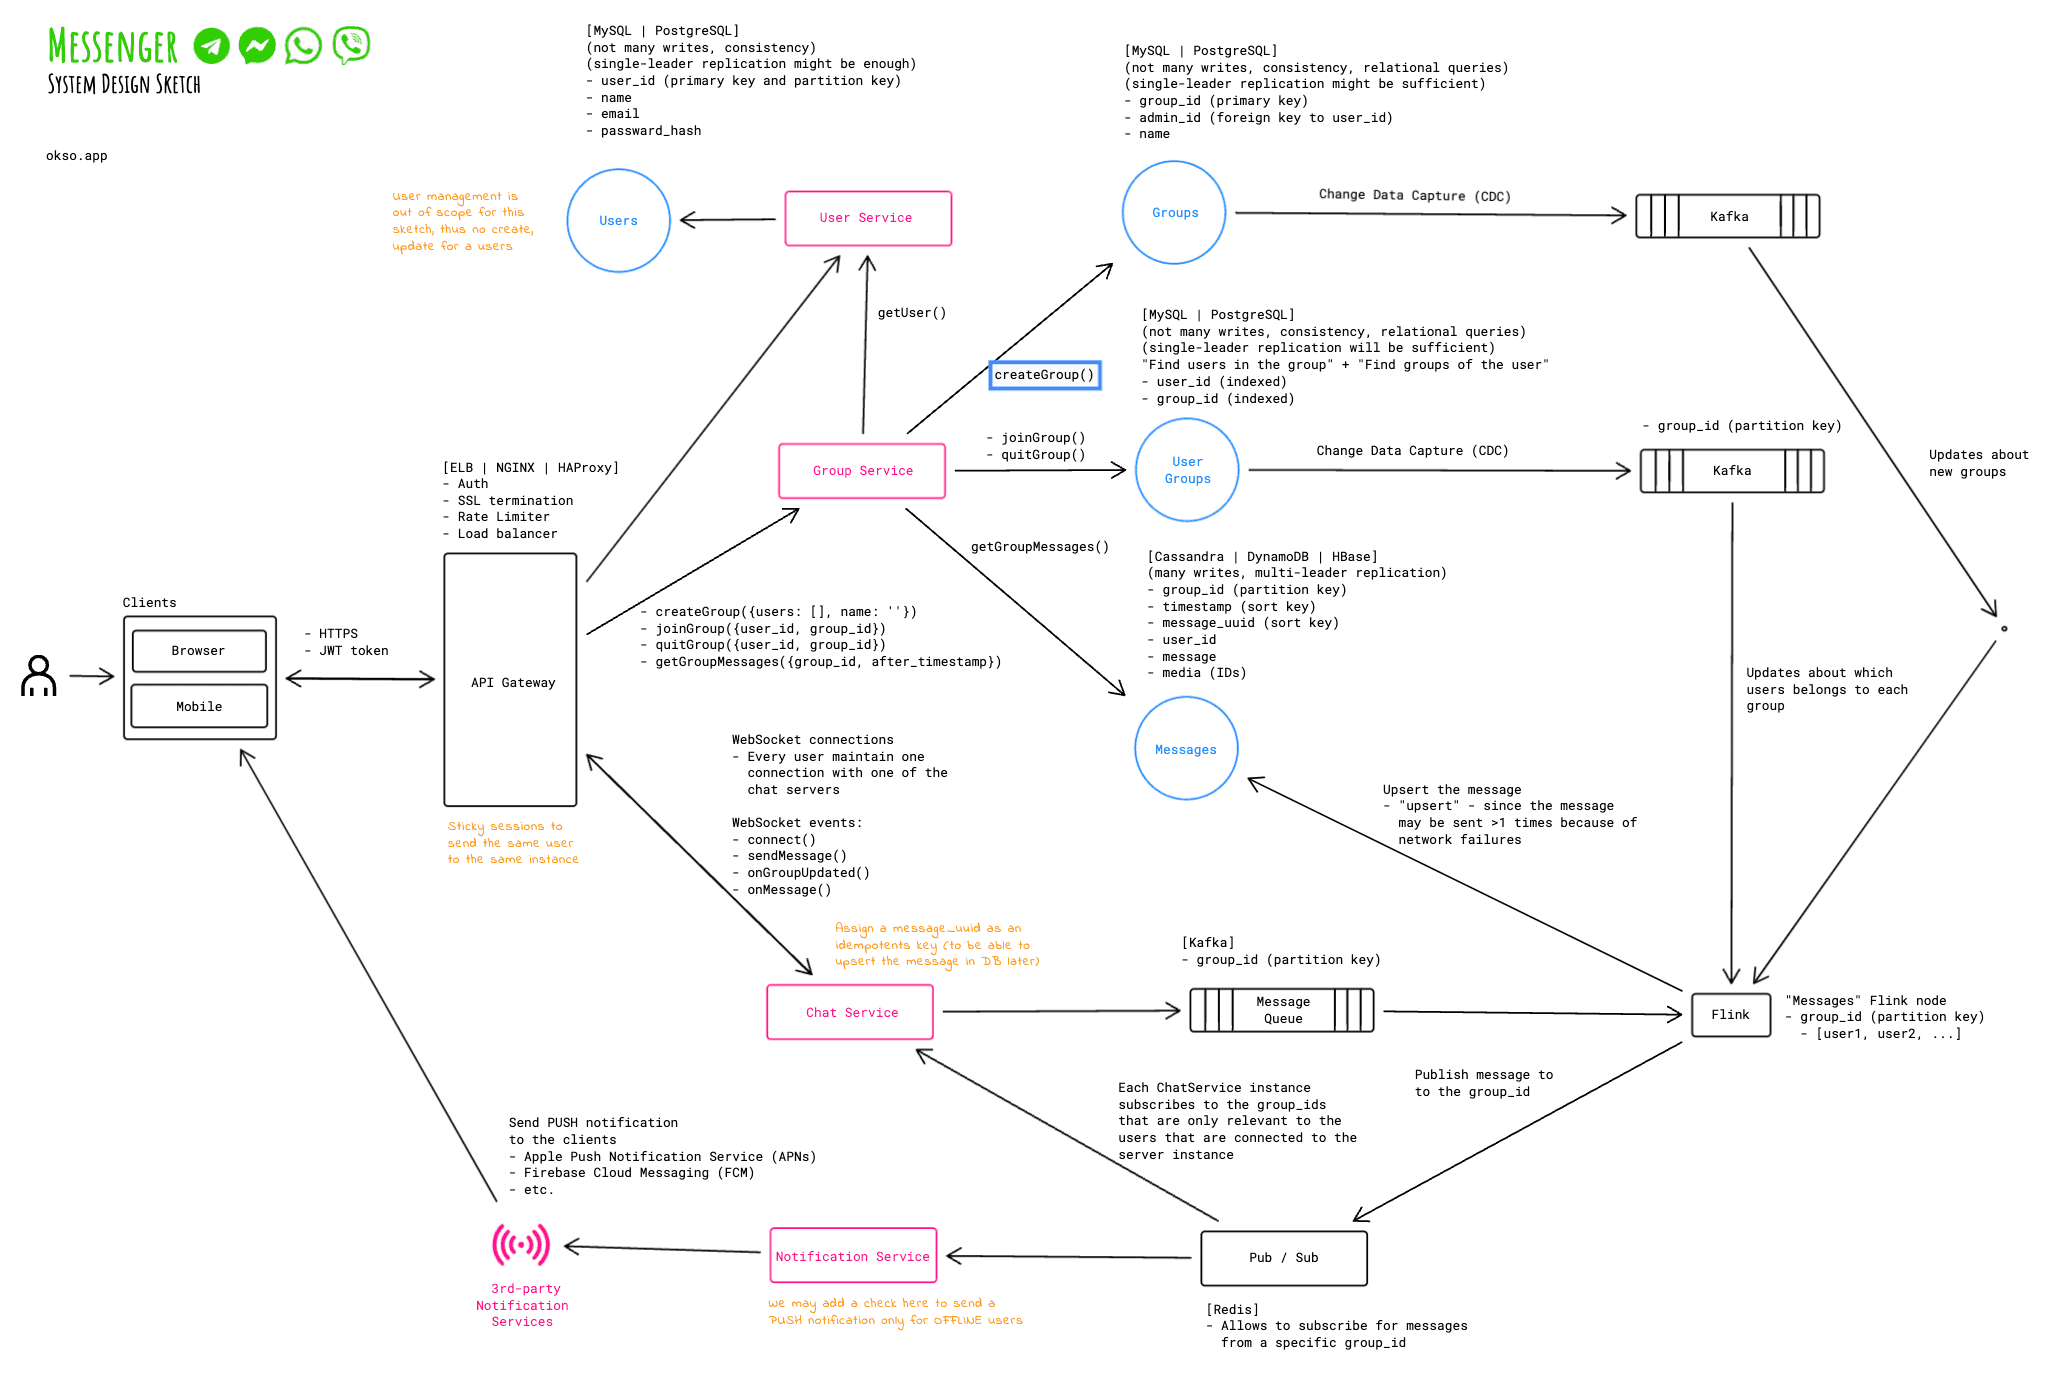 Messenger
System Design Sketch
okso.app
[MySQL | PostgreSQL]
(not many writes, consistency)
(single-leader replication might be enough)
- user_id (primary key and partition key)
- name
- email
- passward_hash
[MySQL | PostgreSQL]
(not many writes, consistency, relational queries)
(single-leader replication might be sufficient)
- group_id (primary key)
- admin_id (foreign key to user_id)
- name
User management is
out of scope for this
sketch, thus no create,
update for a users
Users
User Service
Groups
Change Data Capture (CDC)
Kafka
getUser()
createGroup()
[MySQL | PostgreSQL]
(not many writes, consistency, relational queries)
(single-leader replication will be sufficient)
"Find users in the group" + "Find groups of the user"
- user_id (indexed)
- group_id (indexed)
- group_id (partition key)
Group Service
- joinGroup()
- quitGroup()
User
Groups
Change Data Capture (CDC)
Kafka
Updates about
new groups
[ELB | NGINX | HAProxy]
- Auth
- SSL termination
- Rate Limiter
- Load balancer
getGroupMessages()
[Cassandra | DynamoDB | HBase]
(many writes, multi-leader replication)
- group_id (partition key)
- timestamp (sort key)
- message_uuid (sort key)
- user_id
- message
- media (IDs)
Clients
Browser
Mobile
- HTTPS
- JWT token
API Gateway
- createGroup({users: [], name: ''})
- joinGroup({user_id, group_id})
- quitGroup({user_id, group_id})
- getGroupMessages({group_id, after_timestamp})
Updates about which
users belongs to each
group
Messages
WebSocket connections
- Every user maintain one
connection with one of the
chat servers
WebSocket events:
- connect()
- sendMessage()
- onGroupUpdated()
- onMessage()
Upsert the message
- "upsert" - since the message
may be sent >1 times because of
network failures
Sticky sessions to
send the same user
to the same instance
Assign a message_uuid as an
idempotents key (to be able to
upsert the message in DB later)
[Kafka]
- group_id (partition key)
Chat Service
Message
Queue
Flink
"Messages" Flink node
- group_id (partition key)
- [user1, user2, ...]
Publish message to
to the group_id
Each ChatService instance
subscribes to the group_ids
that are only relevant to the
users that are connected to the
server instance
Send PUSH notification
to the clients
- Apple Push Notification Service (APNs)
- Firebase Cloud Messaging (FCM)
- etc.
3rd-party
Notification
Services
Notification Service
We may add a check here to send a
PUSH notification only for OFFLINE users
Pub / Sub
[Redis]
- Allows to subscribe for messages
from a specific group_id